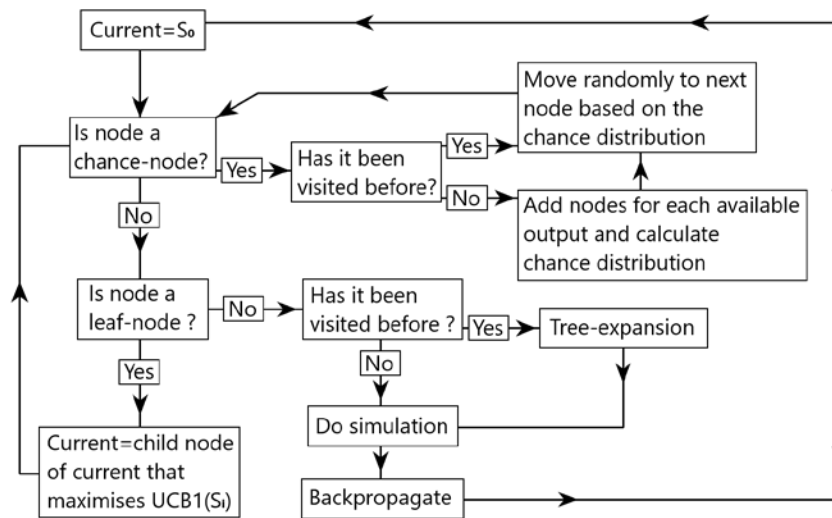 Current=S₀
Move randomly to next
node based on the
chance distribution
Is node a
chance-node?
Yes
Has it been
visited before?
Yes
No
Add nodes for each available
output and calculate
chance distribution
No
Is node a
leaf-node ?
No
Has it been
visited before ?
Yes
Tree-expansion
Yes
No
Current=child node
of current that
maximises UCB1(Sᵢ)
Do simulation
Backpropagate